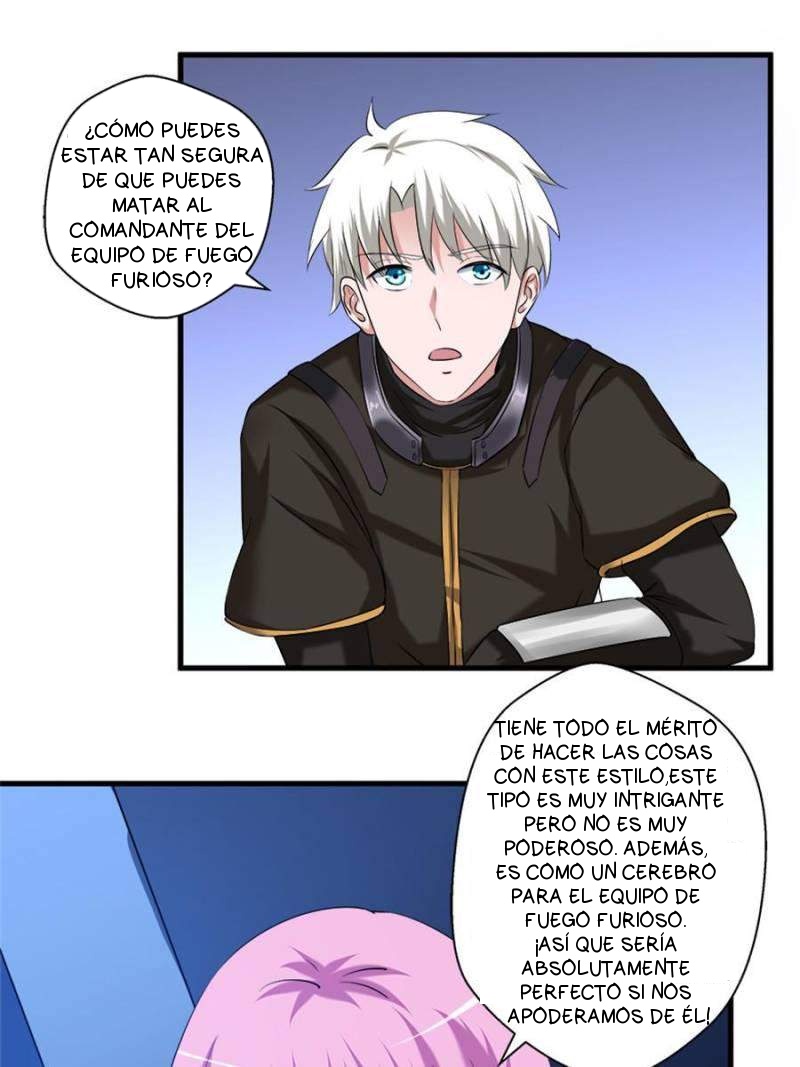 ¿CÓMO PUEDES
ESTAR TAN SEGURA
DE QUE PUEDES
MATAR AL
COMANDANTE DEL
EQUIPO DE FUEGO
FURIOSO?
TIENE TODO EL MÉRITO
DE HACER LAS COSAS
CON ESTE ESTILO,ESTE
TIPO ES MUY INTRIGANTE
PERO NO ES MUY
PODEROSO. ADEMÁS,
ES COMO UN CEREBRO
PARA EL EQUIPO DE
FUEGO FURIOSO.
¡ASÍ QUE SERÍA
ABSOLUTAMENTE
PERFECTO SI NOS
APODERAMOS DE ÉL!